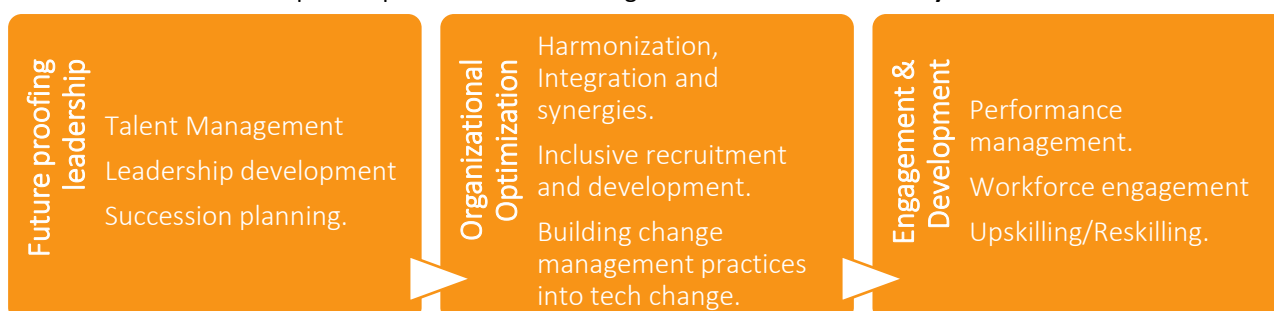 Future proofing
leadership
Talent Management
Leadership development
Succession planning.
Organizational
Optimization
Harmonization,
Integration and
synergies.
Inclusive recruitment
and development.
Building change
management practices
into tech change.
Engagement &
Development
Performance
management.
Workforce engagement
Upskilling/Reskilling.